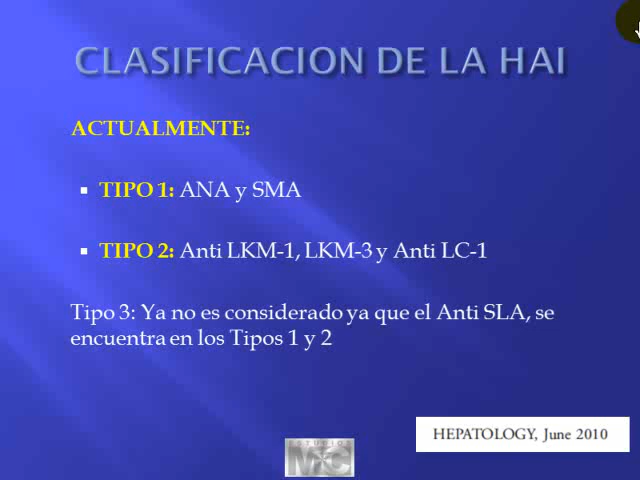 CLASIFICACION DE LA HAI
ACTUALMENTE:
TIPO 1: ANA y SMA
TIPO 2: Anti LKM-1, LKM-3 y Anti LC-1
Tipo 3: Ya no es considerado ya que el Anti SLA, se
encuentra en los Tipos 1 y 2
HEPATOLOGY, June 2010
ESTUDIOS
MC